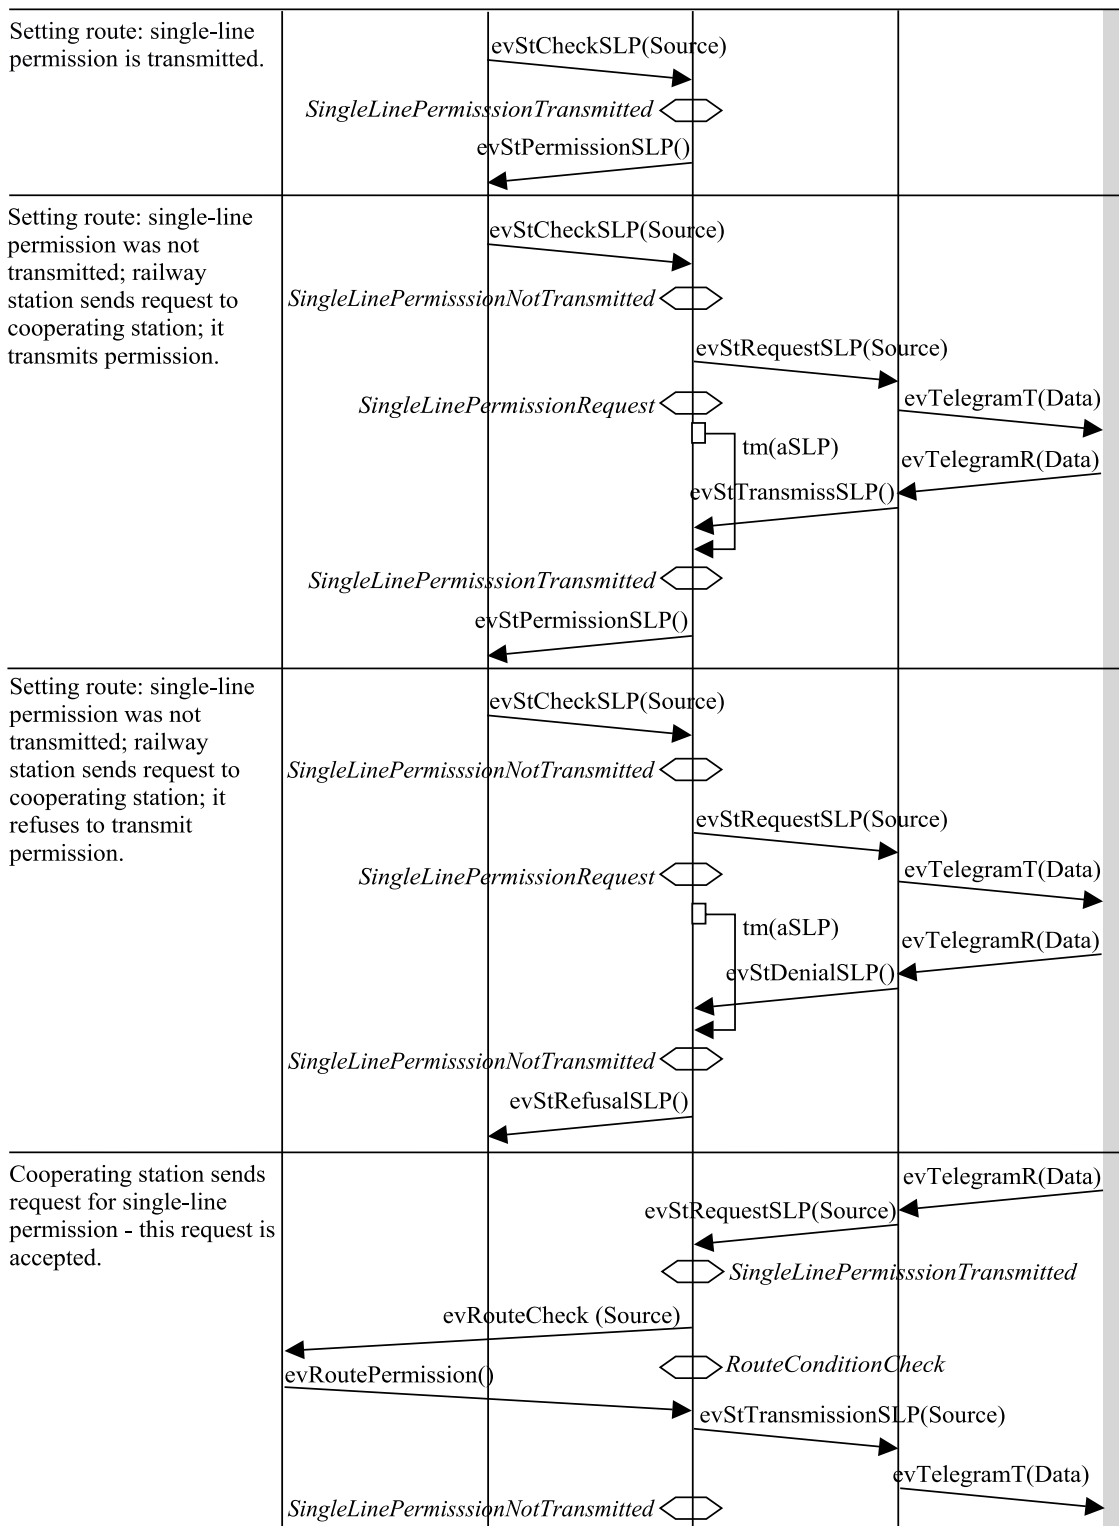 Setting route: single-line
permission is transmitted.
evStCheckSLP(Source)
SingleLinePermisssionTransmitted
evStPermissionSLP()
Setting route: single-line
permission was not
transmitted; railway
station sends request to
cooperating station; it
transmits permission.
evStCheckSLP(Source)
SingleLinePermisssionNotTransmitted
evStRequestSLP(Source)
SingleLinePermissionRequest
evTelegramT(Data)
tm(aSLP)
evTelegramR(Data)
evStTransmissSLP()
SingleLinePermisssionTransmitted
evStPermissionSLP()
Setting route: single-line
permission was not
transmitted; railway
station sends request to
cooperating station; it
refuses to transmit
permission.
evStCheckSLP(Source)
SingleLinePermisssionNotTransmitted
evStRequestSLP(Source)
SingleLinePermissionRequest
evTelegramT(Data)
tm(aSLP)
evTelegramR(Data)
evStDenialSLP()
SingleLinePermisssionNotTransmitted
evStRefusalSLP()
Cooperating station sends
request for single-line
permission - this request is
accepted.
evTelegramR(Data)
evStRequestSLP(Source)
SingleLinePermisssionTransmitted
evRouteCheck (Source)
RouteConditionCheck
evRoutePermission()
evStTransmissionSLP(Source)
evTelegramT(Data)
SingleLinePermisssionNotTransmitted